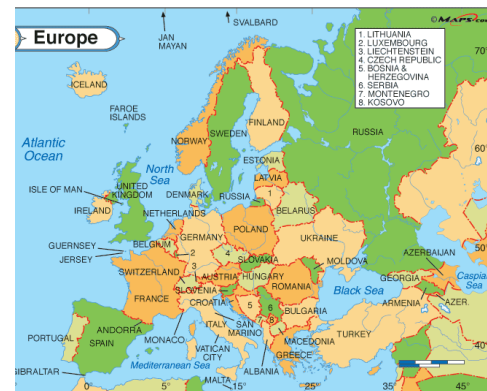 Europe
SVALBARD
JAN
MAYAN
©MAPS.com
1. LITHUANIA
2. LUXEMBOURG
3. LIECHTENSTEIN
4. CZECH REPUBLIC
5. BOSNIA &
HERZEGOVINA
6. SERBIA
7. MONTENEGRO
8. KOSOVO
70°
ICELAND
FAROE
ISLANDS
FINLAND
RUSSIA
SWEDEN
NORWAY
Atlantic
Ocean
North
Sea
60°
ESTONIA
LATVIA
ISLE OF MAN
UNITED
KINGDOM
DENMARK
RUSSIA
1
IRELAND
NETHERLANDS
BELARUS
POLAND
GERMANY
GUERNSEY
JERSEY
BELGIUM
UKRAINE
50°
2
4
3
SLOVAKIA
MOLDOVA
AZERBAIJAN
SWITZERLAND
AUSTRIA
HUNGARY
GEORGIA
Caspian
Sea
SLOVENIA
ROMANIA
FRANCE
CROATIA
5
6
Black Sea
ARMENIA
AZER.
BULGARIA
7
8
ANDORRA
ITALY
SAN
MARINO
MACEDONIA
TURKEY
PORTUGAL
SPAIN
MONACO
VATICAN
CITY
ALBANIA
GREECE
Mediterranean Sea
GIBRALTAR
MALTA
40°
0
5°
15°
25°
35°
45°